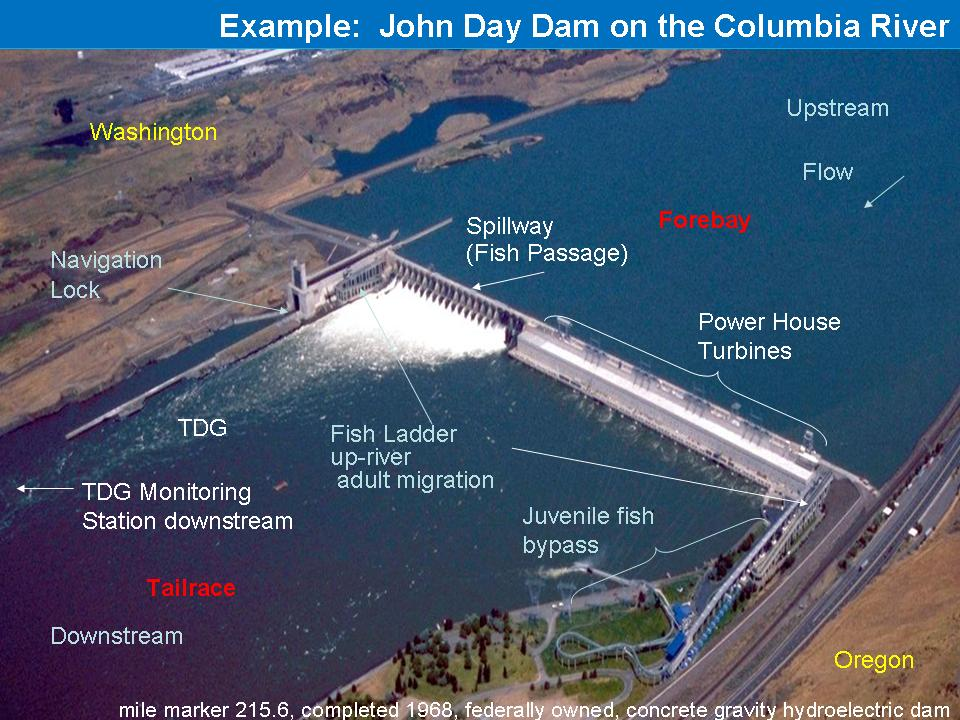 Example:  John Day Dam on the Columbia River
Upstream
Washington
Flow
Forebay
Spillway
(Fish Passage)
Navigation
Lock
Power House
Turbines
TDG
Fish Ladder
up-river
adult migration
TDG Monitoring
Station downstream
Juvenile fish
bypass
Tailrace
Downstream
Oregon
mile marker 215.6, completed 1968, federally owned, concrete gravity hydroelectric dam